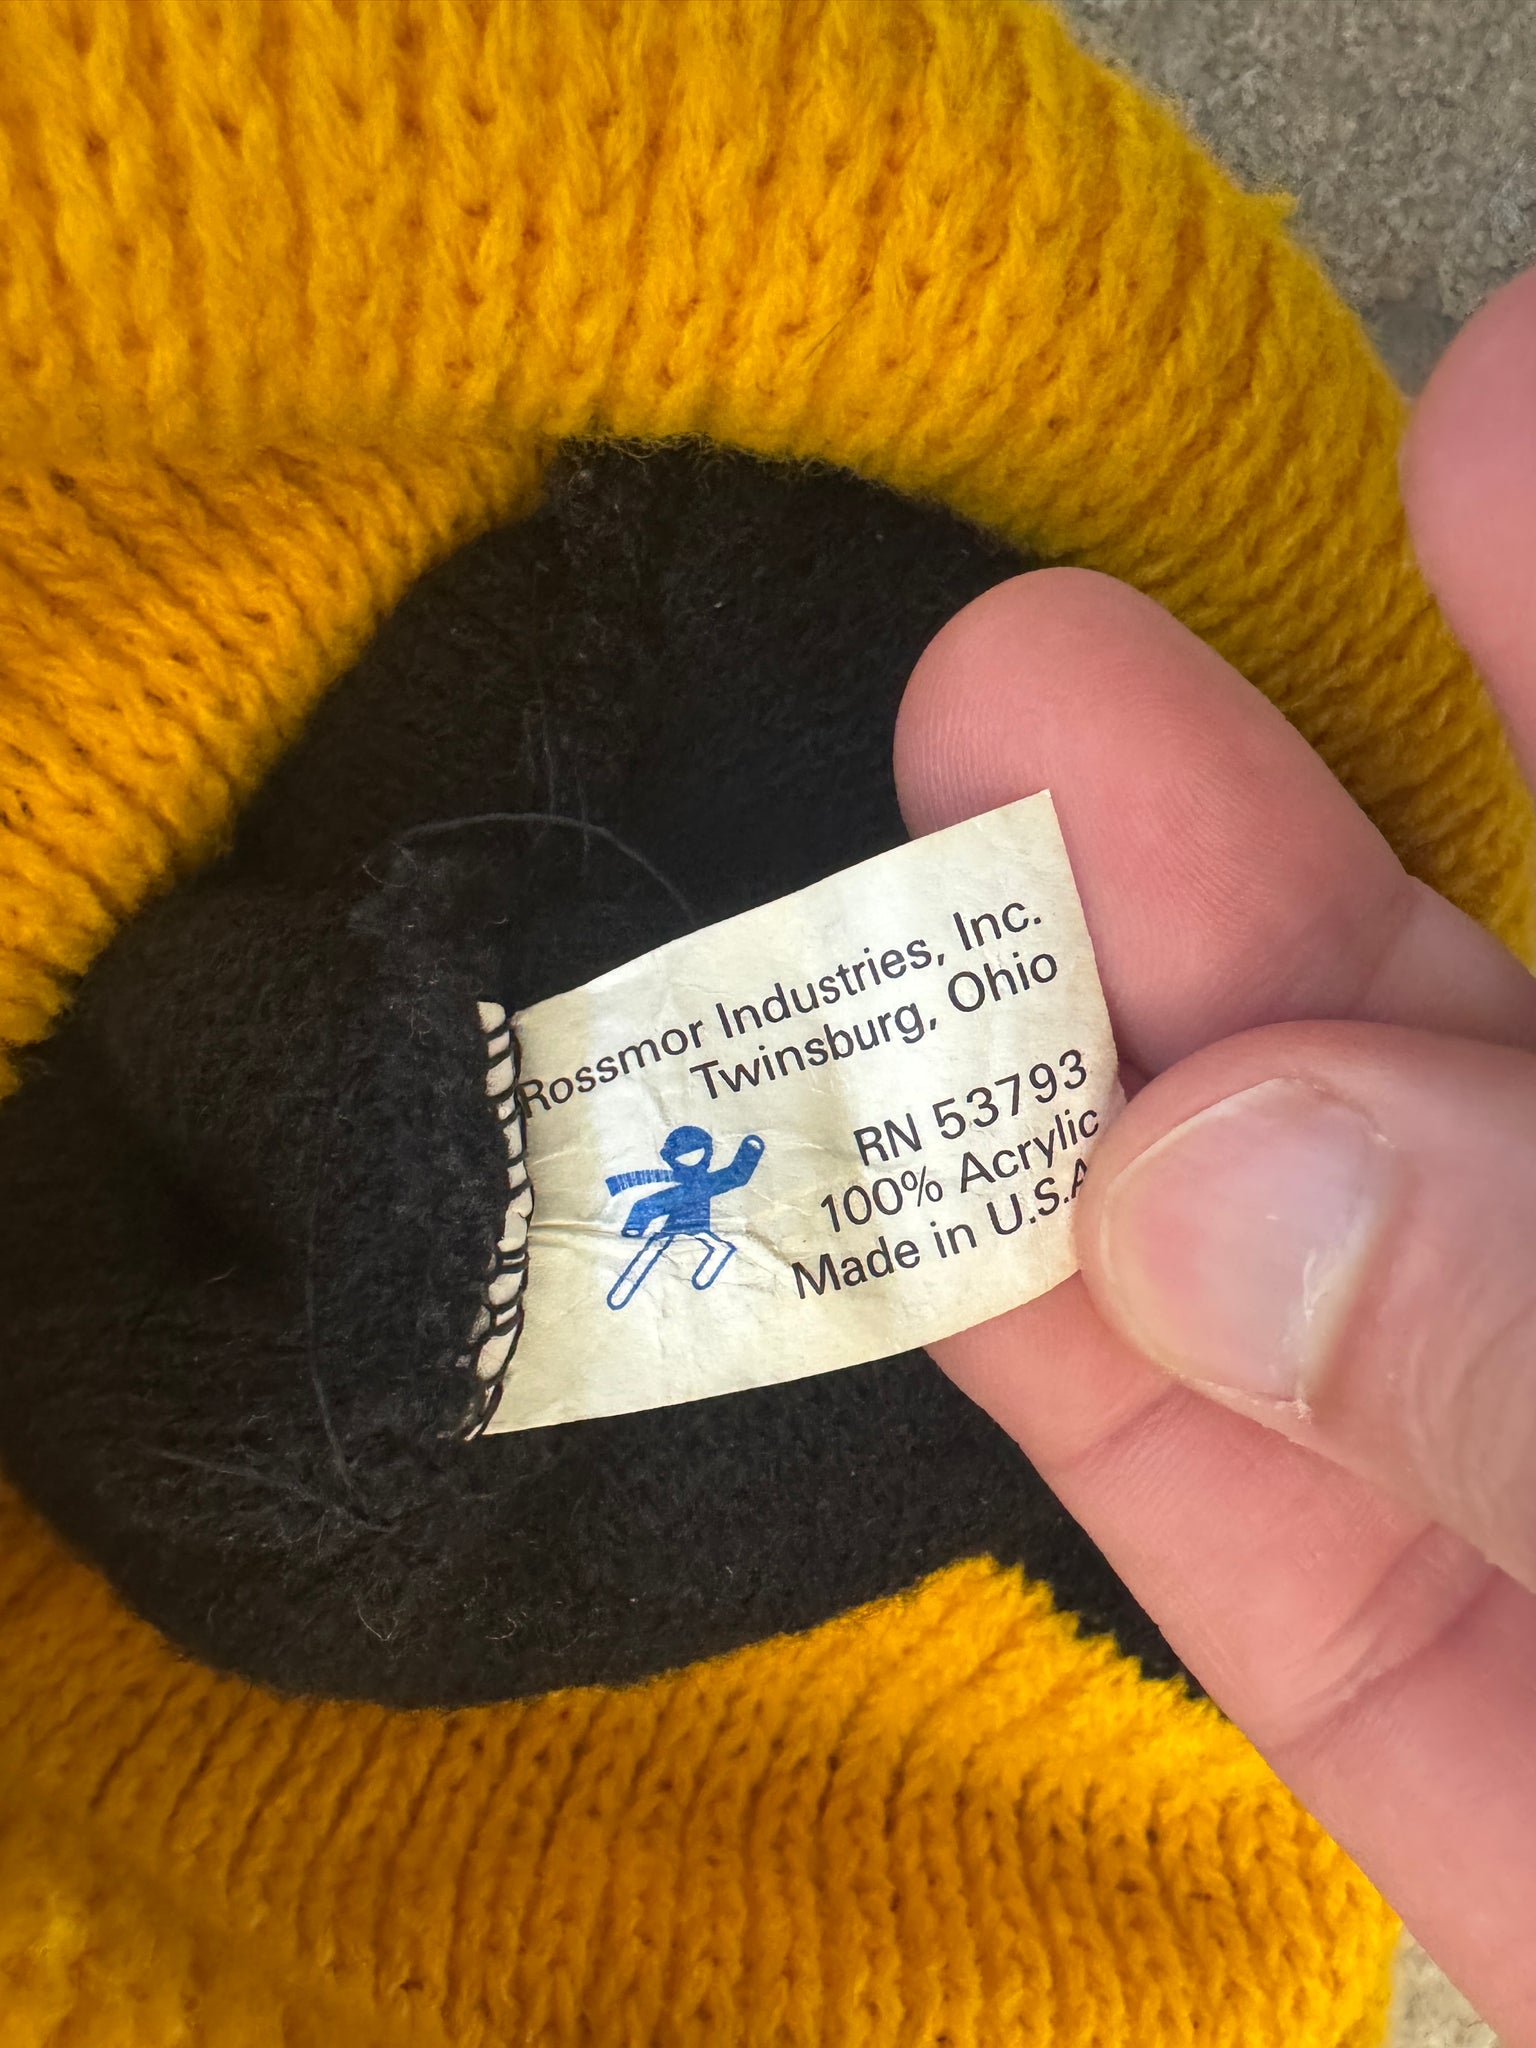 Rossmor Industries, Inc.
Twinsburg, Ohio
RN 53793
100% Acrylic
Made in U.S.A